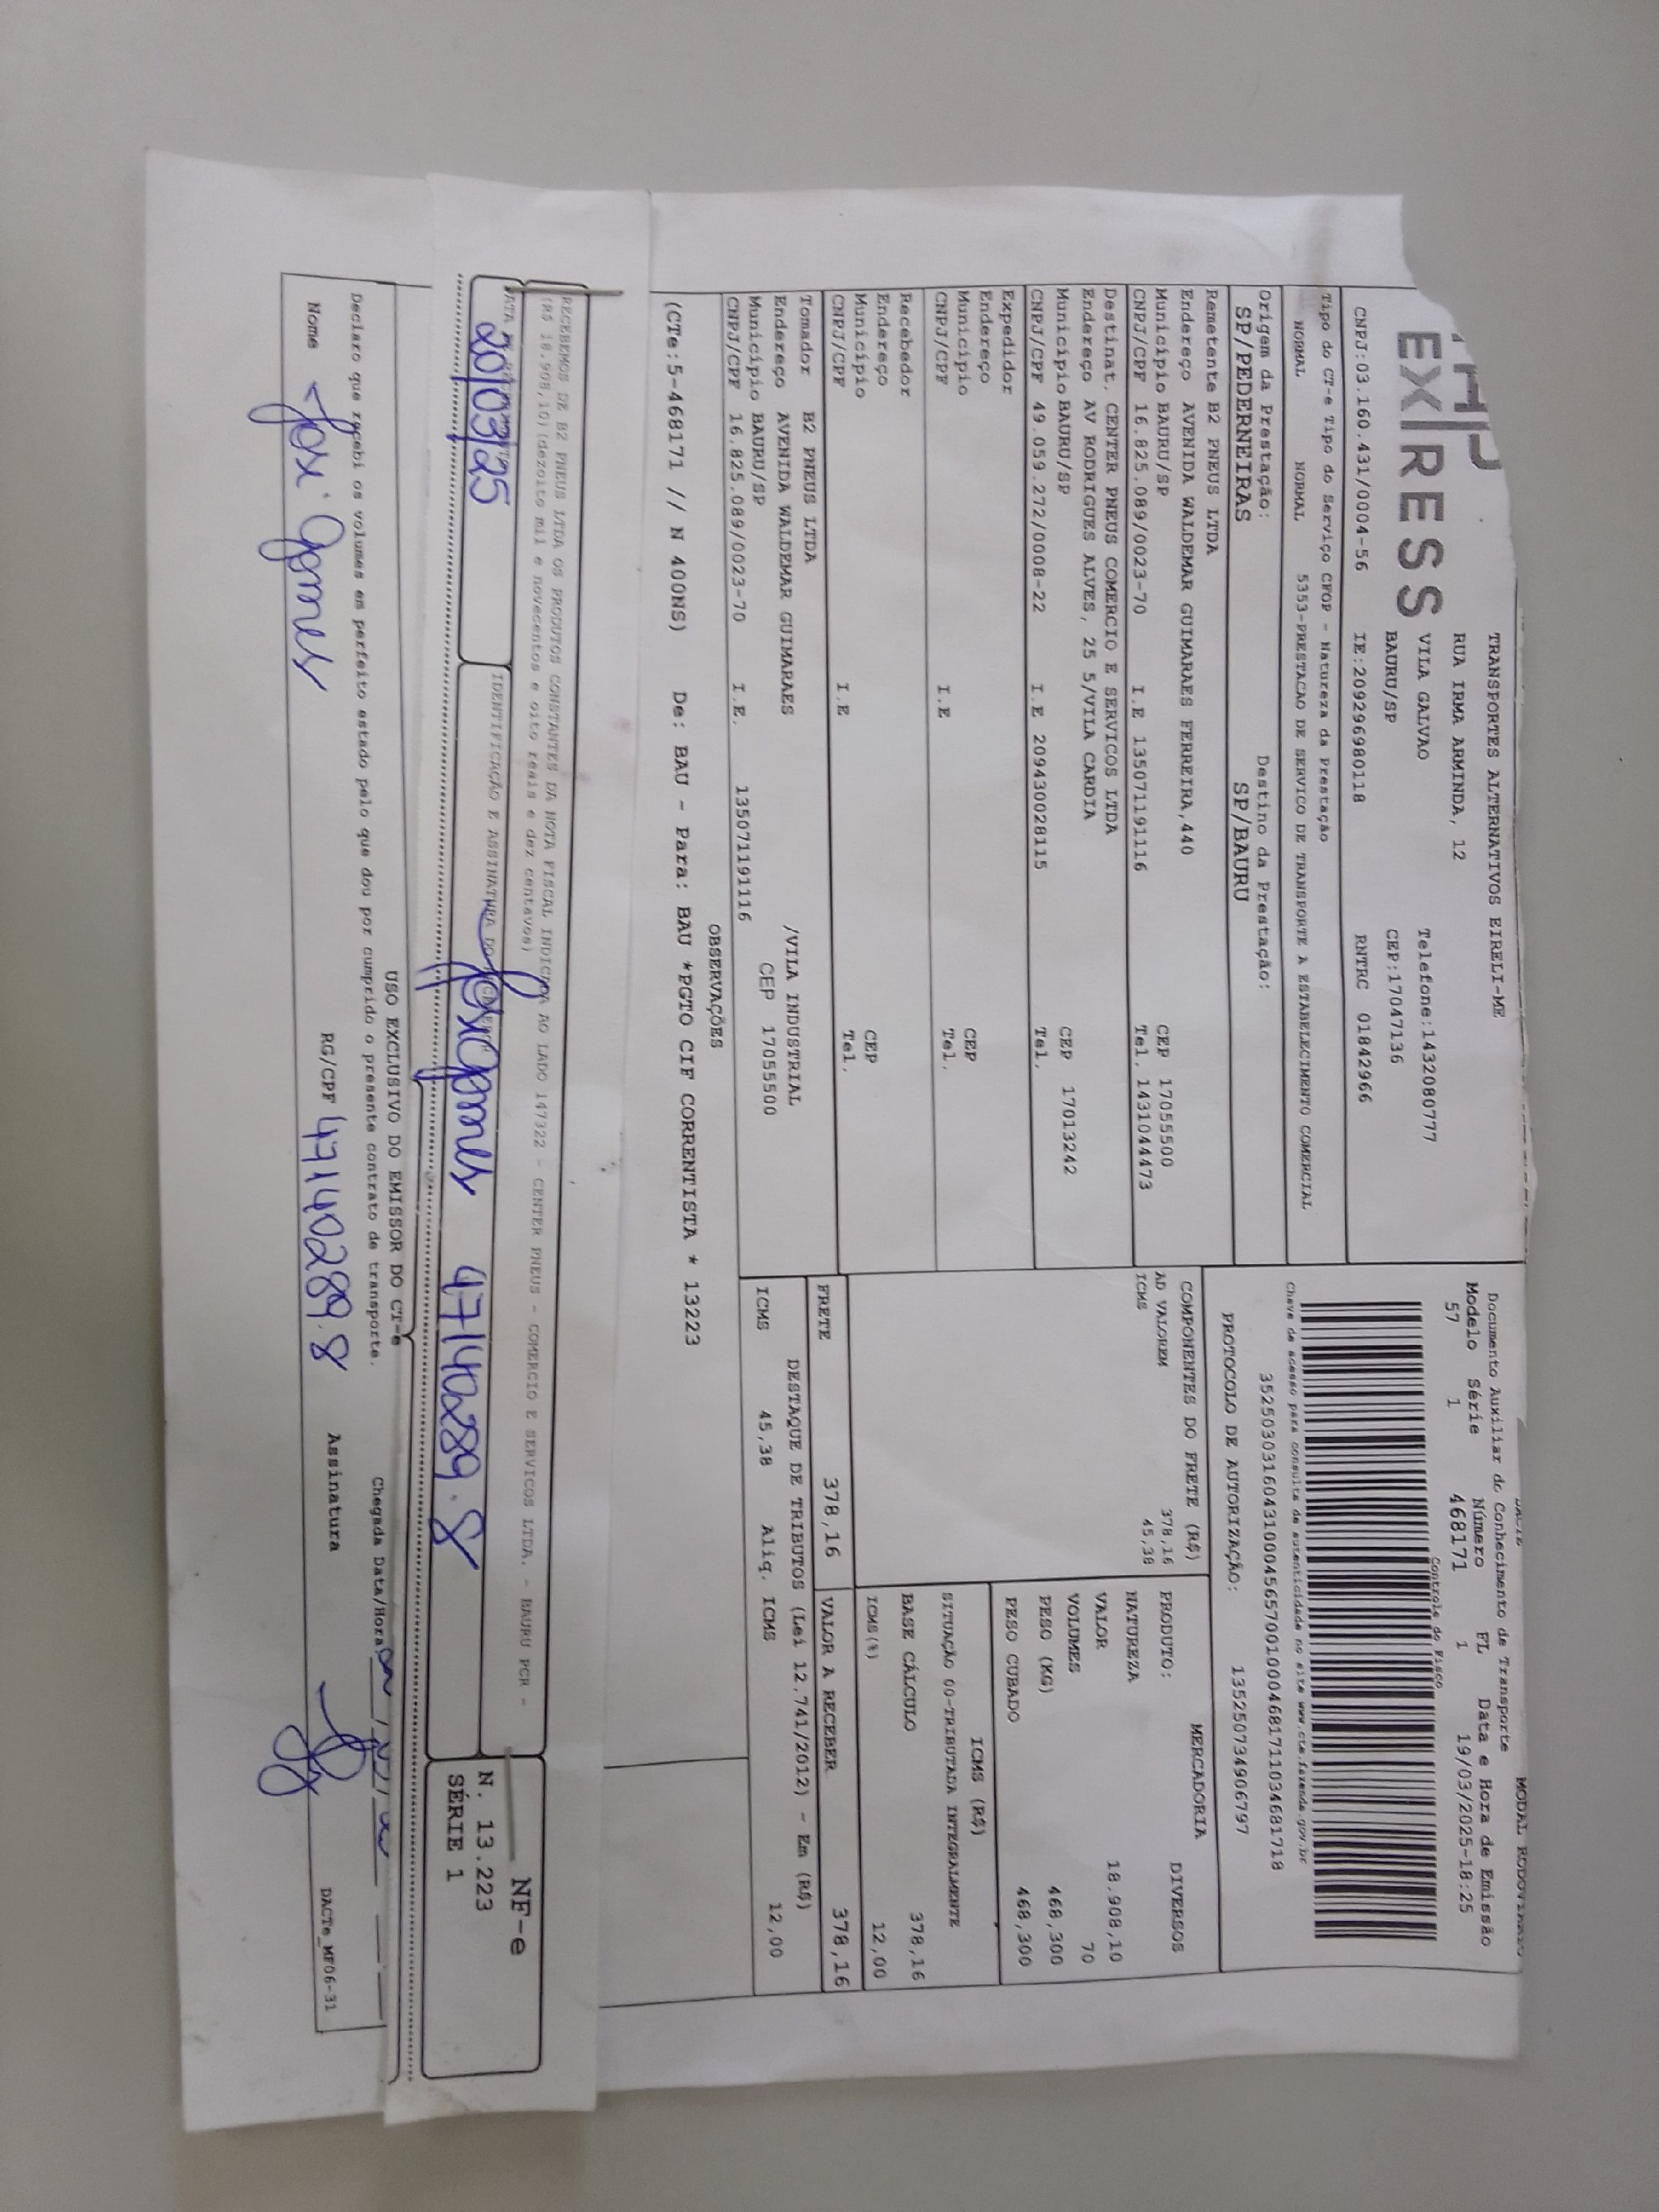 EXPRESS
TRANSPORTES ALTERNATIVOS EIRELI-ME
RUA IRMA ARMINDA, 12
VILA GALVAO Telefone:1432080777
BAURU/SP CEP:17047136
CNPJ:03.160.431/0004-56 IE:209296980118 RNTRC 01842966
MODAL RODOVIARIO
Documento Auxiliar do Conhecimento de Transporte
Modelo Série Número FL Data e Hora de Emissão
57 1 468171 1 19/03/2025-18:25
Controle do Fisco
Chave de acesso para consulta de autenticidade no site www.cte.fazenda.gov.br
35250303160431000456570010004681711034681718
PROTOCOLO DE AUTORIZAÇÃO: 135250734906797
Tipo do CT-e Tipo do Serviço CFOP - Natureza da Prestação
NORMAL NORMAL 5353-PRESTACAO DE SERVICO DE TRANSPORTE A ESTABELECIMENTO COMERCIAL
Origem da Prestação: Destino da Prestação:
SP/PEDERNEIRAS SP/BAURU
Remetente B2 PNEUS LTDA
Endereço AVENIDA WALDEMAR GUIMARAES FERREIRA,440
Município BAURU/SP CEP 17055500
CNPJ/CPF 16.825.089/0023-70 I.E 135071191116 Tel. 1431044473
Destinat. CENTER PNEUS COMERCIO E SERVICOS LTDA
Endereço AV RODRIGUES ALVES, 25 5/VILA CARDIA
Município BAURU/SP CEP 17013242
CNPJ/CPF 49.059.272/0008-22 I.E 209430028115 Tel.
Expedidor
Endereço
Município CEP
CNPJ/CPF I.E Tel.
Recebedor
Endereço
Município CEP
CNPJ/CPF I.E Tel.
Tomador B2 PNEUS LTDA
Endereço AVENIDA WALDEMAR GUIMARAES /VILA INDUSTRIAL
Município BAURU/SP CEP 17055500
CNPJ/CPF 16.825.089/0023-70 I.E. 135071191116
COMPONENTES DO FRETE (R$)
AD VALOREM 378,16
ICMS 45,38
MERCADORIA
PRODUTO: DIVERSOS
NATUREZA
VALOR 18.908,10
VOLUMES 70
PESO (KG) 468,300
PESO CUBADO 468,300
ICMS (R$)
SITUAÇÃO 00-TRIBUTADA INTEGRALMENTE
BASE CÁLCULO 378,16
ICMS(%) 12,00
FRETE 378,16 VALOR A RECEBER 378,16
DESTAQUE DE TRIBUTOS (Lei 12.741/2012) - Em (R$)
ICMS 45,38 Aliq. ICMS 12,00
OBSERVAÇÕES
(CTe:5-468171 // N 400NS) De: BAU - Para: BAU *PGTO CIF CORRENTISTA * 13223
RECEBEMOS DE B2 PNEUS LTDA OS PRODUTOS CONSTANTES DA NOTA FISCAL INDICADA AO LADO 147322 - CENTER PNEUS - COMERCIO E SERVICOS LTDA. - BAURU PCR -
(R$ 18.908,10)(dezoito mil e novecentos e oito reais e dez centavos)
DATA DE RECEBIMENTO IDENTIFICAÇÃO E ASSINATURA DO RECEBEDOR
20/03/25 47140289.8
NF-e
N. 13.223
SÉRIE 1
USO EXCLUSIVO DO EMISSOR DO CT-e
Declaro que recebi os volumes em perfeito estado pelo que dou por cumprido o presente contrato de transporte. Chegada Data/Hora
Nome RG/CPF 47140289.8 Assinatura
DACTe_MF06-31